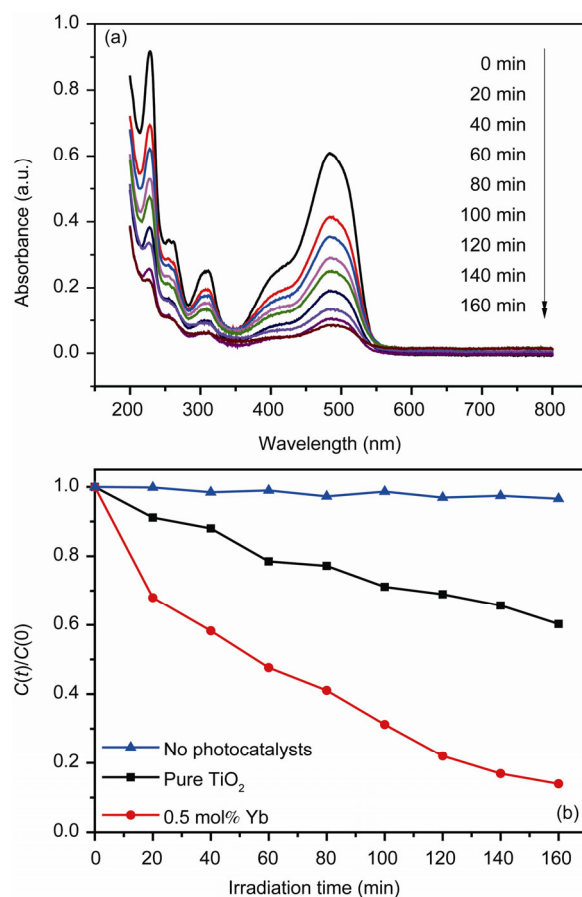 (a)
1.0
0.8
0.6
0.4
0.2
0.0
Absorbance (a.u.)
0 min
20 min
40 min
60 min
80 min
100 min
120 min
140 min
160 min
200 300 400 500 600 700 800
Wavelength (nm)
1.0
0.8
0.6
0.4
0.2
0.0
C(t)/C(0)
No photocatalysts
Pure TiO₂
0.5 mol% Yb
(b)
0 20 40 60 80 100 120 140 160
Irradiation time (min)